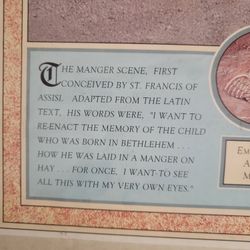 THE MANGER SCENE, FIRST
CONCEIVED BY ST. FRANCIS OF
ASSISI. ADAPTED FROM THE LATIN
TEXT, HIS WORDS WERE, "I WANT TO
RE-ENACT THE MEMORY OF THE CHILD
WHO WAS BORN IN BETHLEHEM . . .
HOW HE WAS LAID IN A MANGER ON
HAY . . . FOR ONCE, I WANT TO SEE
ALL THIS WITH MY VERY OWN EYES."